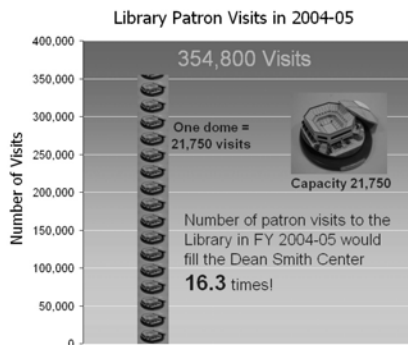 Library Patron Visits in 2004-05
400,000
350,000
300,000
250,000
200,000
150,000
100,000
50,000
0
Number of Visits
354,800 Visits
One dome =
21,750 visits
Capacity 21,750
Number of patron visits to the
Library in FY 2004-05 would
fill the Dean Smith Center
16.3 times!